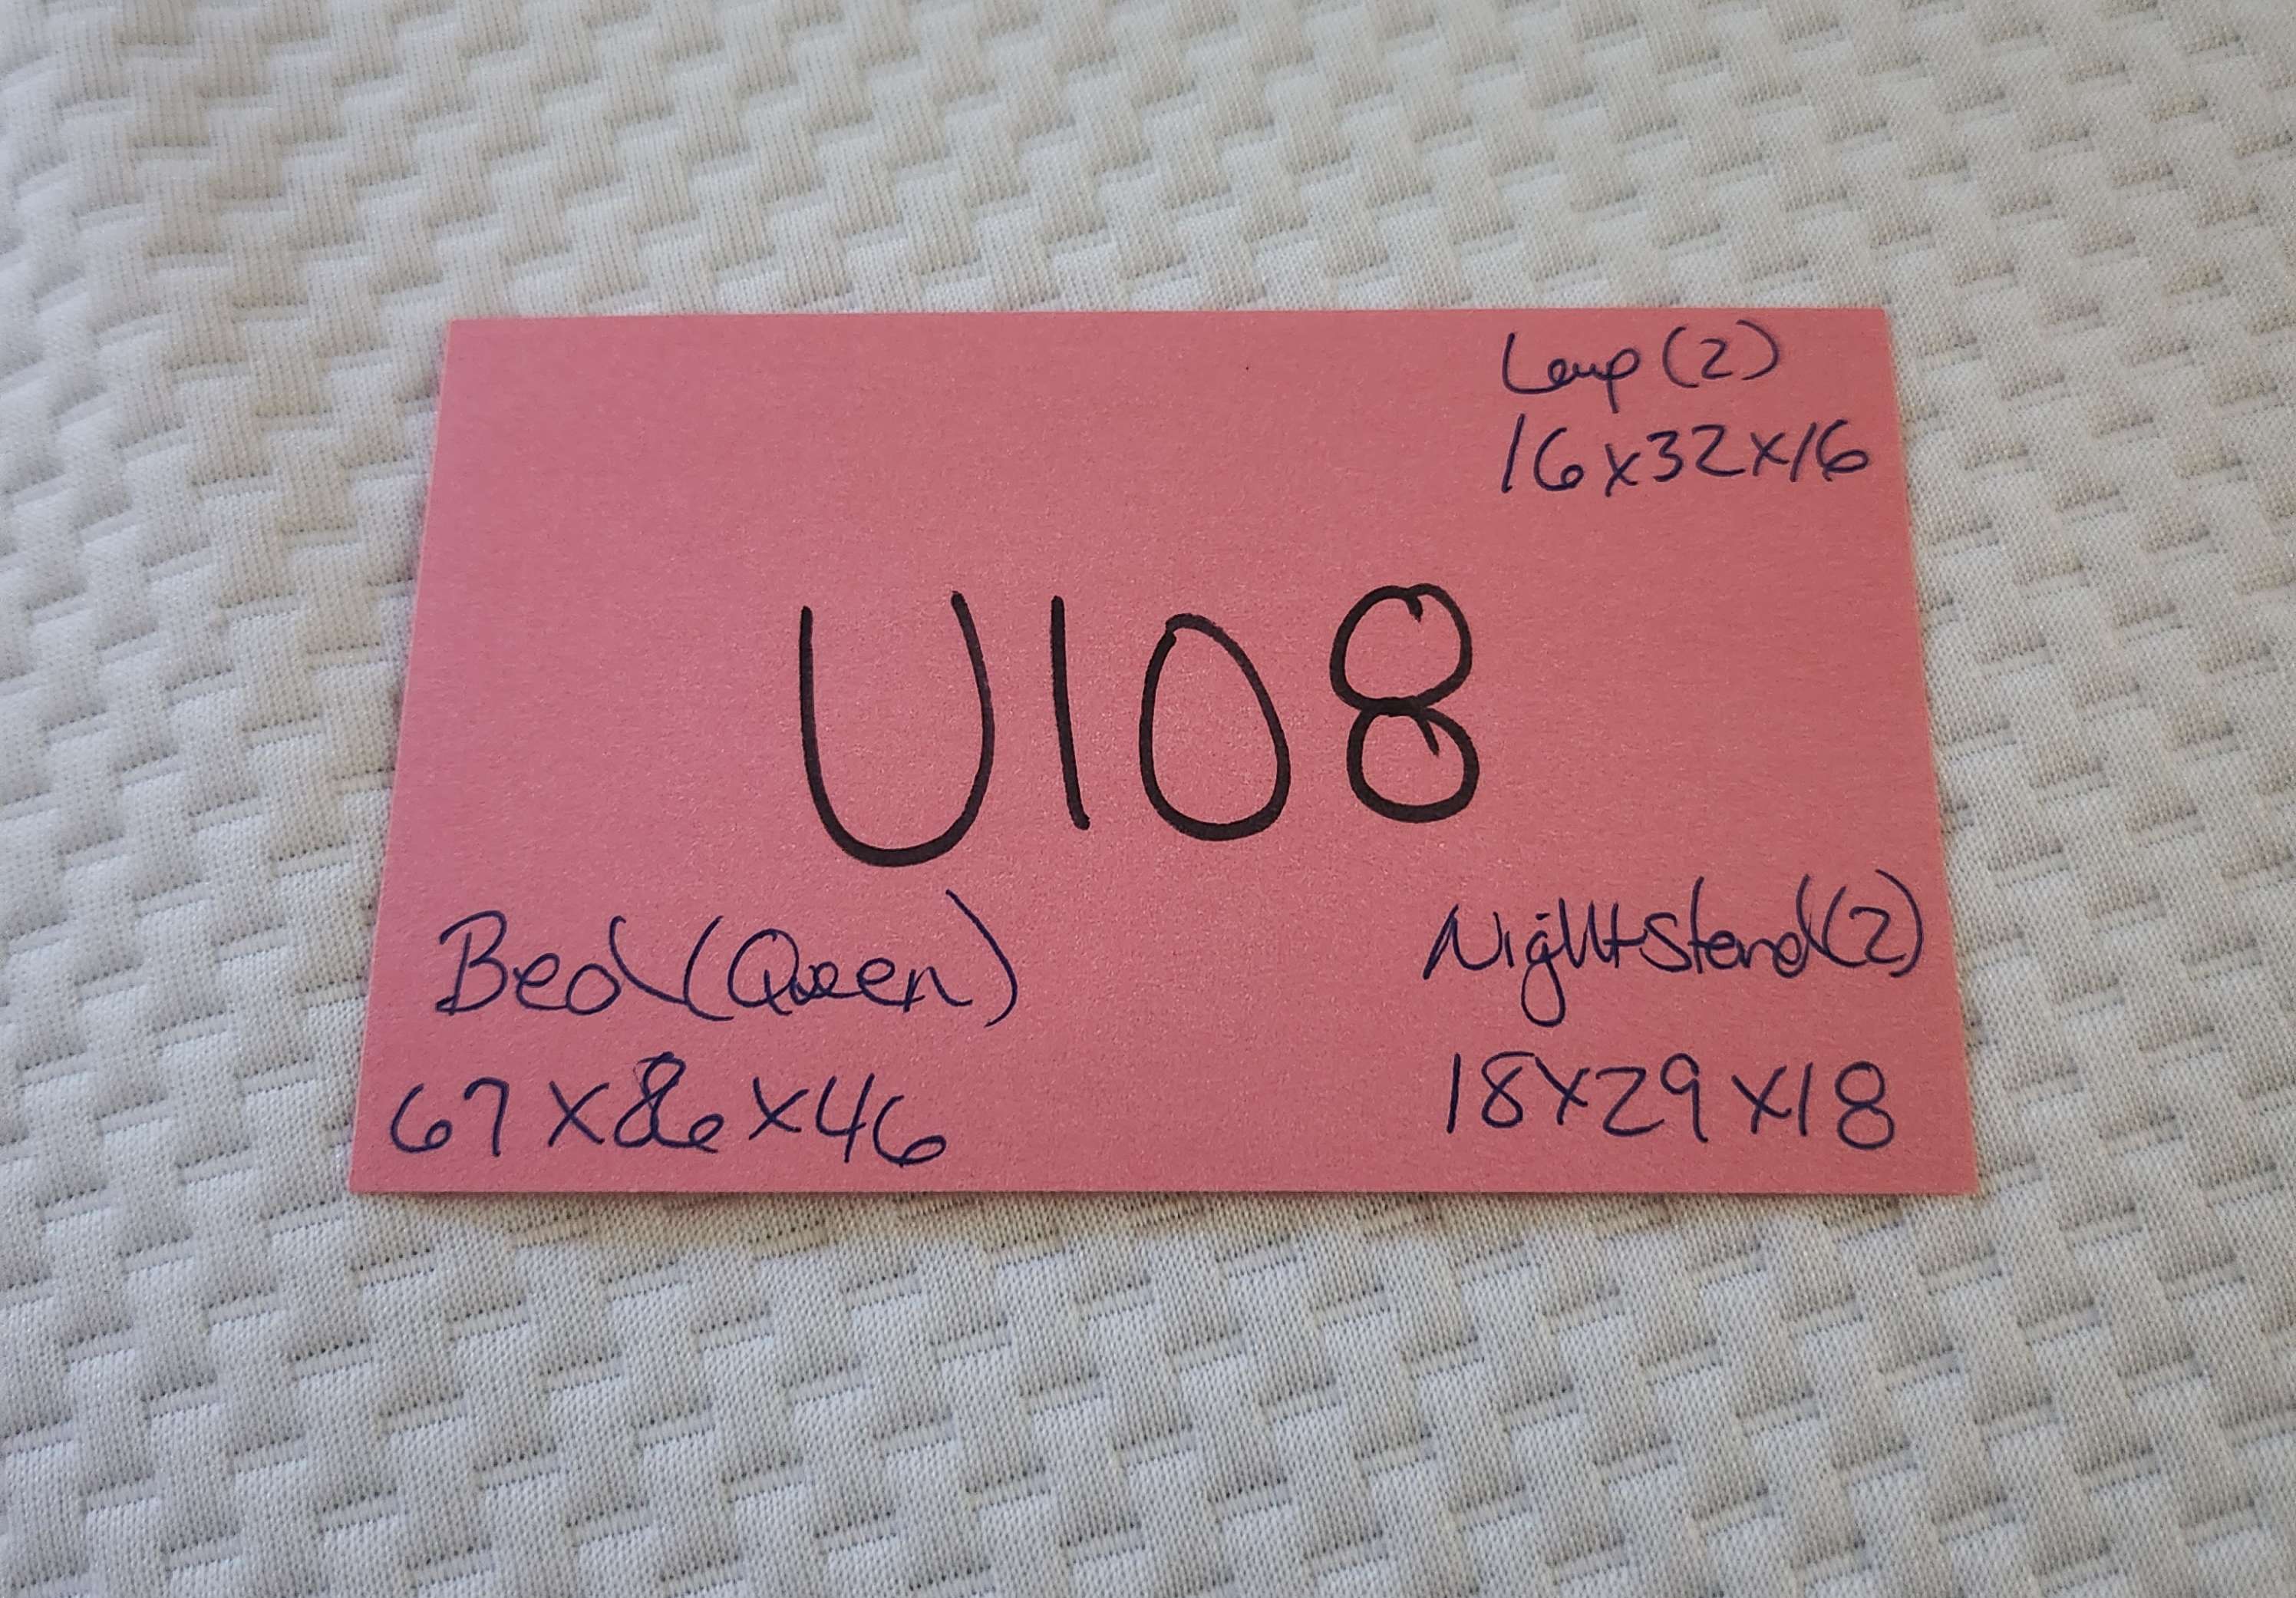 Lamp (2)
16x32x16
U108
Bed (Queen)
67x86x46
Nightstand (2)
18x29x18